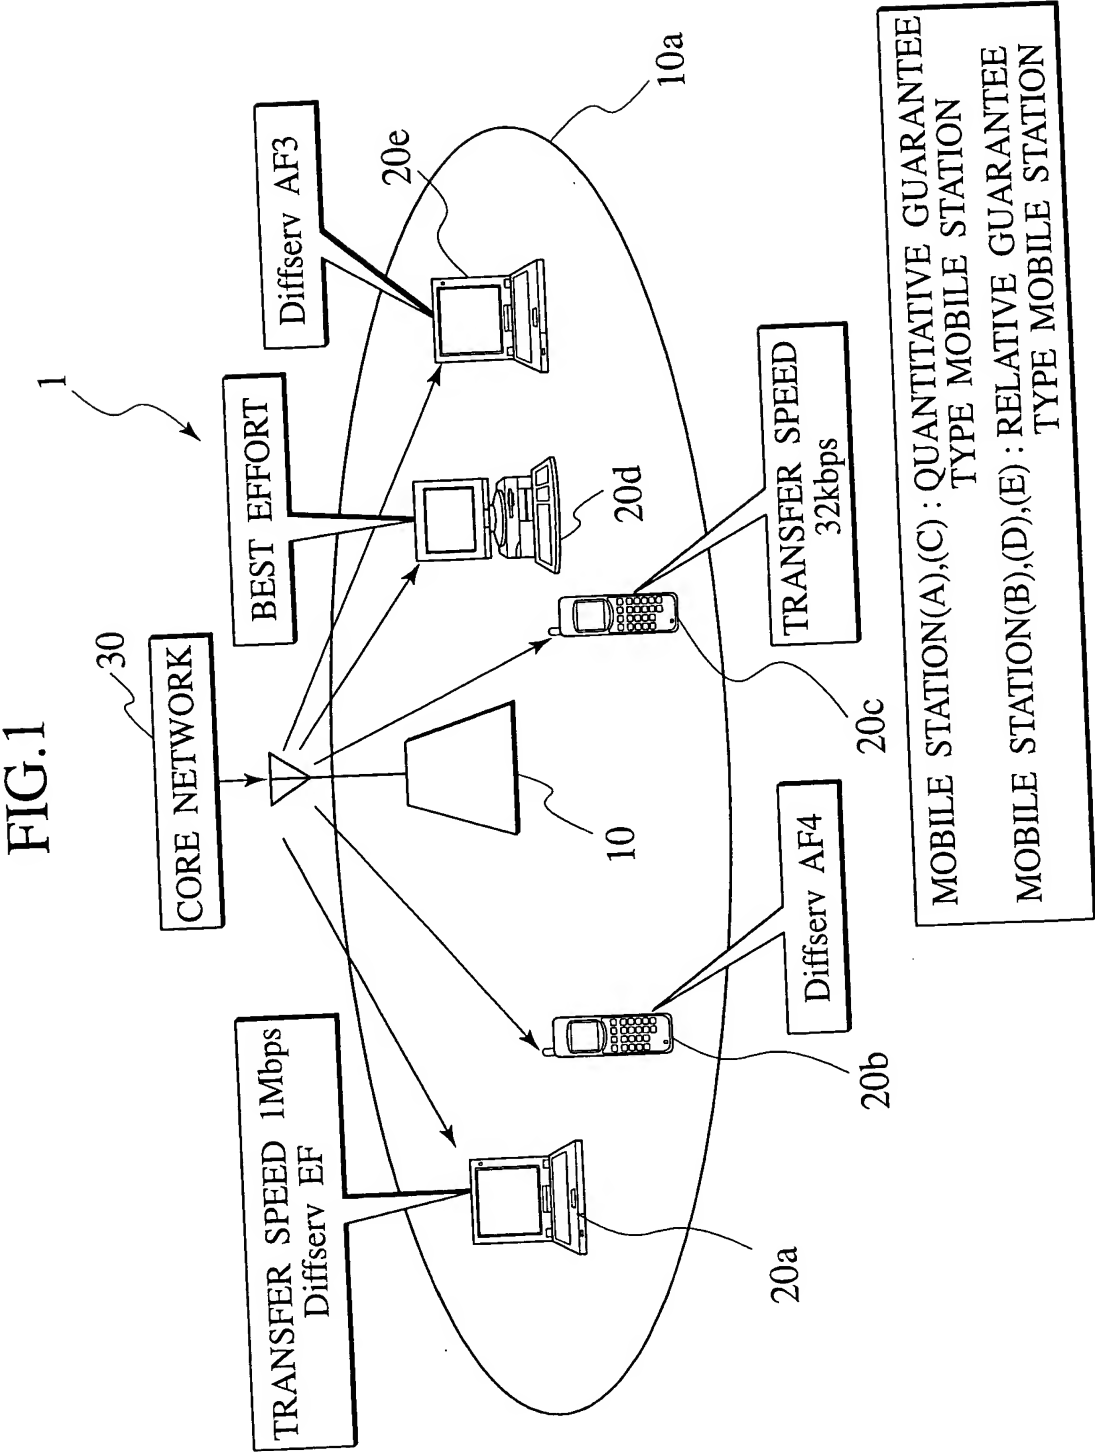 FIG.1
1
CORE NETWORK
30
TRANSFER SPEED 1Mbps
Diffserv EF
BEST EFFORT
Diffserv AF3
10a
20e
20d
10
20a
20b
20c
Diffserv AF4
TRANSFER SPEED
32kbps
MOBILE STATION(A),(C) : QUANTITATIVE GUARANTEE
TYPE MOBILE STATION
MOBILE STATION(B),(D),(E) : RELATIVE GUARANTEE
TYPE MOBILE STATION